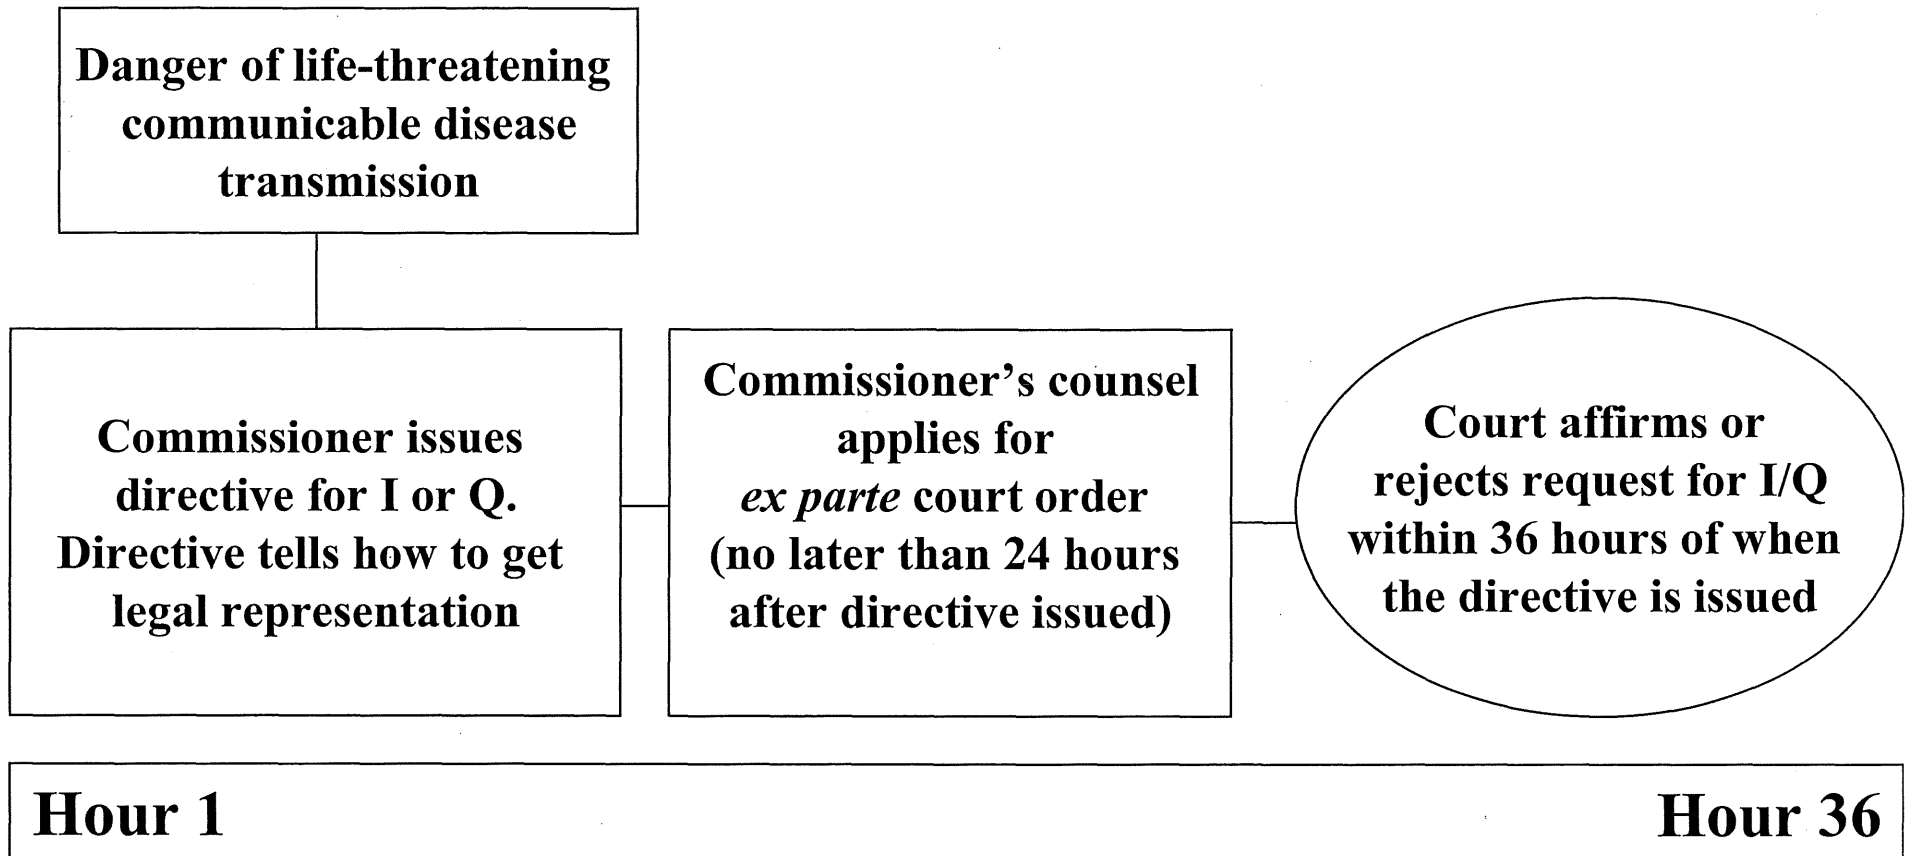 Danger of life-threatening
communicable disease
transmission
Commissioner issues
directive for I or Q.
Directive tells how to get
legal representation
Commissioner’s counsel
applies for
ex parte court order
(no later than 24 hours
after directive issued)
Court affirms or
rejects request for I/Q
within 36 hours of when
the directive is issued
Hour 1
Hour 36